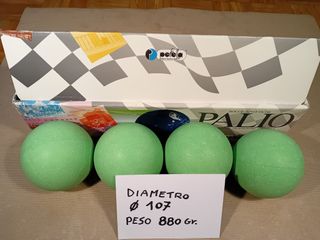 PALIO
DIAMETRO
Ø 107
PESO 880 Gr.